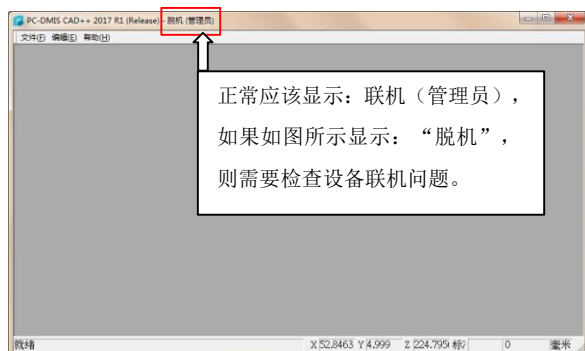 PC-DMIS CAD++ 2017 R1 (Release) - 脱机 (管理员)
文件(F) 编辑(E) 帮助(H)
正常应该显示：联机（管理员），
如果如图所示显示：“脱机”，
则需要检查设备联机问题。
就绪 X 52.8463 Y 4.999 Z 224.795 0 毫米